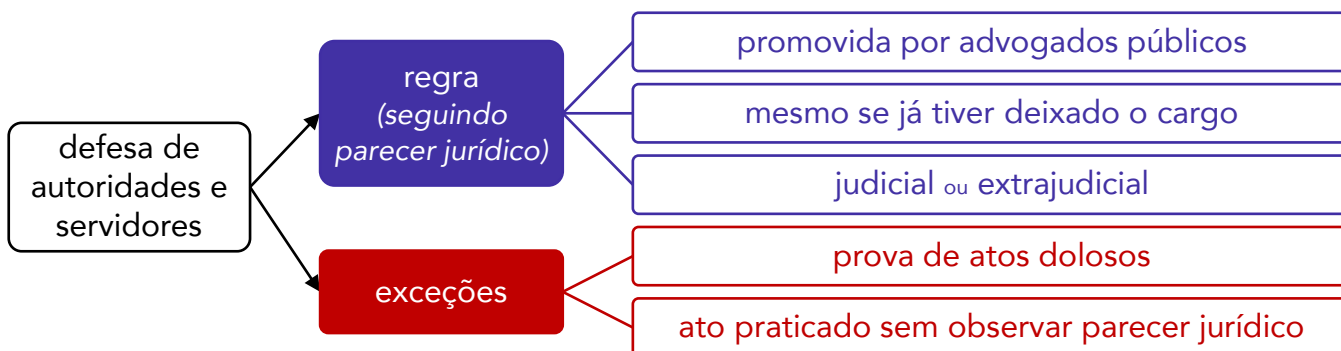 defesa de
autoridades e
servidores
regra
(seguindo
parecer jurídico)
promovida por advogados públicos
mesmo se já tiver deixado o cargo
judicial ou extrajudicial
exceções
prova de atos dolosos
ato praticado sem observar parecer jurídico